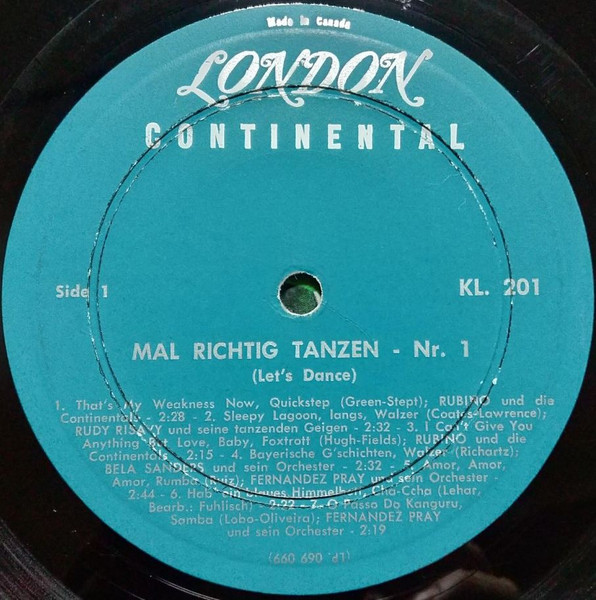 Made in Canada
LONDON
CONTINENTAL
Side 1
KL. 201
MAL RICHTIG TANZEN - Nr. 1
(Let's Dance)
1. That's My Weakness Now, Quickstep (Green-Stept); RUBINO und die
Continentals - 2:28 - 2. Sleepy Lagoon, langs, Walzer (Coates-Lawrence);
RUDY RISAVY und seine tanzenden Geigen - 2:32 - 3. I Can't Give You
Anything But Love, Baby, Foxtrott (Hugh-Fields); RUBINO und die
Continentals - 2:15 - 4. Bayerische G'schichten, Walzer (Richartz);
BELA SANDERS und sein Orchester - 2:32 - 5. Amor, Amor,
Amor, Rumba (Ruiz); FERNANDEZ PRAY und sein Orchester -
2:44 - 6. Hab' ein blaues Himmelbett, Cha-Ccha (Lehar,
Bearb.: Fuhlisch) - 2:22 - 7. O Passo Do Kanguru,
Samba (Lobo-Oliveira); FERNANDEZ PRAY
und sein Orchester - 2:19
(LP. 069 099)